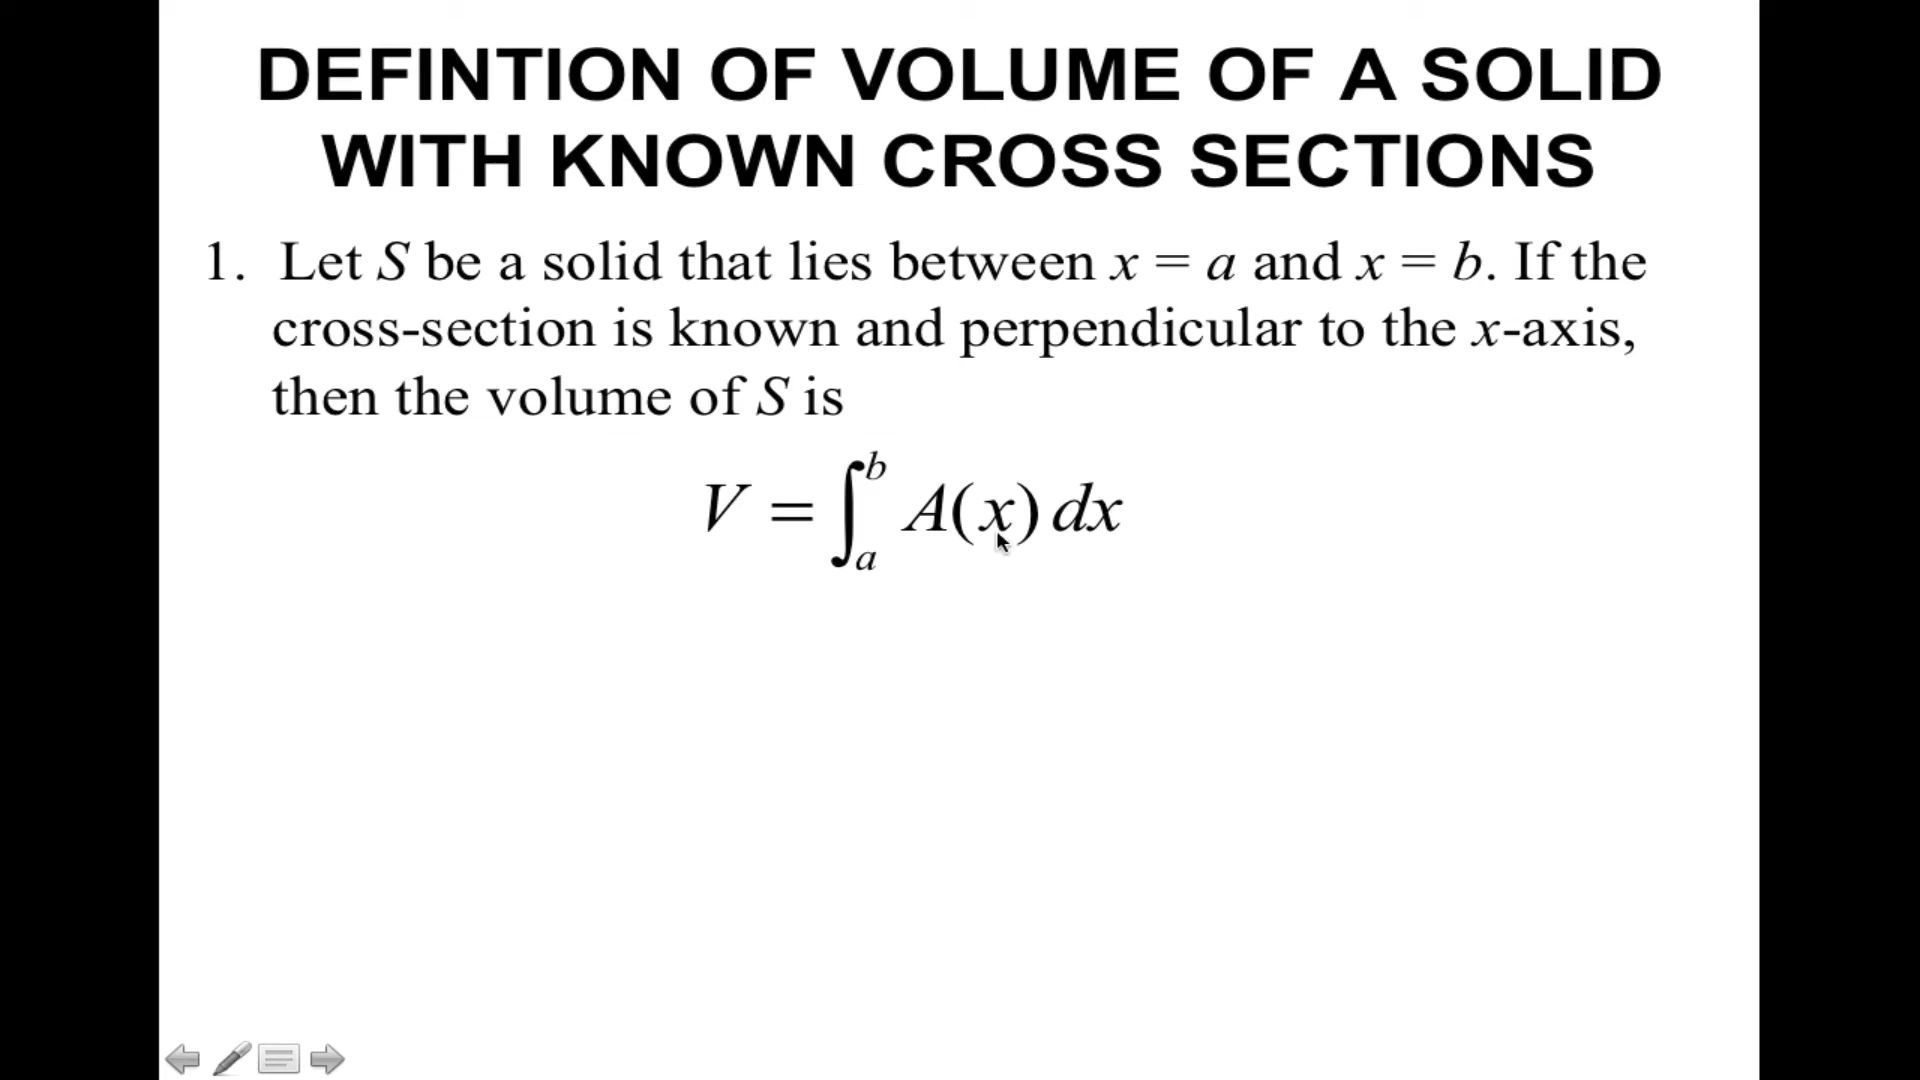 DEFINTION OF VOLUME OF A SOLID
WITH KNOWN CROSS SECTIONS
1. Let S be a solid that lies between x = a and x = b. If the
cross-section is known and perpendicular to the x-axis,
then the volume of S is
V = ∫_a^b A(x) dx